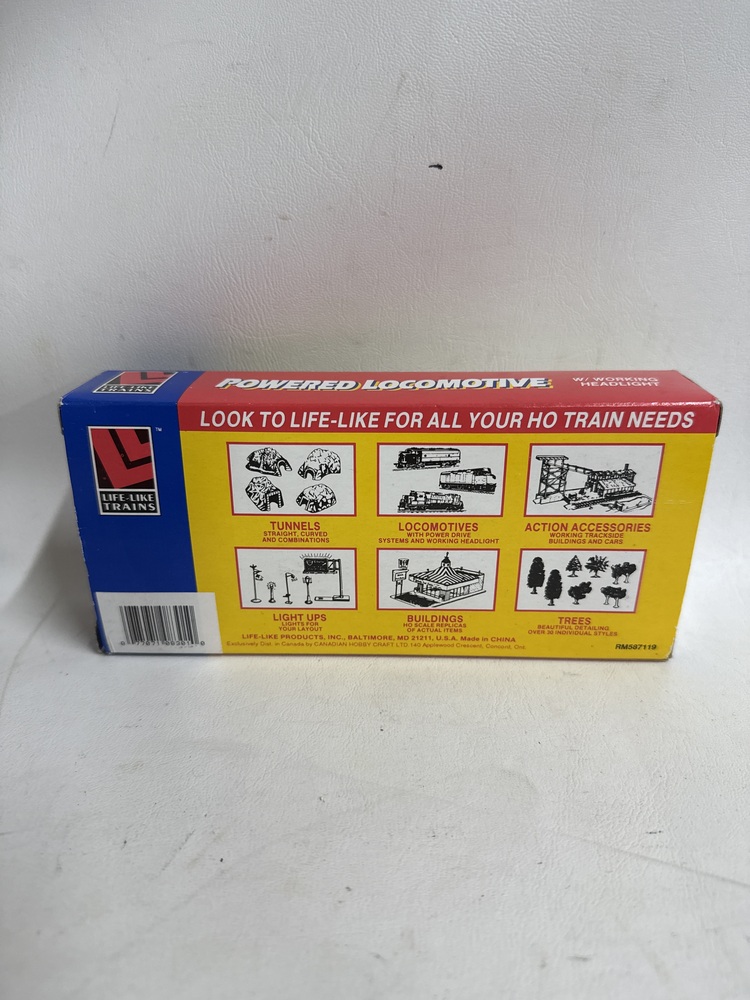 LIFE-LIKE
TRAINS
POWERED LOCOMOTIVE
W/ WORKING
HEADLIGHT
LOOK TO LIFE-LIKE FOR ALL YOUR HO TRAIN NEEDS
LIFE-LIKE
TRAINS
™
TUNNELS
STRAIGHT, CURVED
AND COMBINATIONS
LOCOMOTIVES
WITH POWER DRIVE
SYSTEMS AND WORKING HEADLIGHT
ACTION ACCESSORIES
WORKING TRACKSIDE
BUILDINGS AND CARS
LIGHT UPS
LIGHTS FOR
YOUR LAYOUT
BUILDINGS
HO SCALE REPLICAS
OF ACTUAL ITEMS
TREES
BEAUTIFUL DETAILING
OVER 30 INDIVIDUAL STYLES
LIFE-LIKE PRODUCTS, INC., BALTIMORE, MD 21211, U.S.A. Made in CHINA
Exclusively Dist. in Canada by CANADIAN HOBBY CRAFT LTD. 140 Applewood Crescent, Concord, Ont.
RM587119